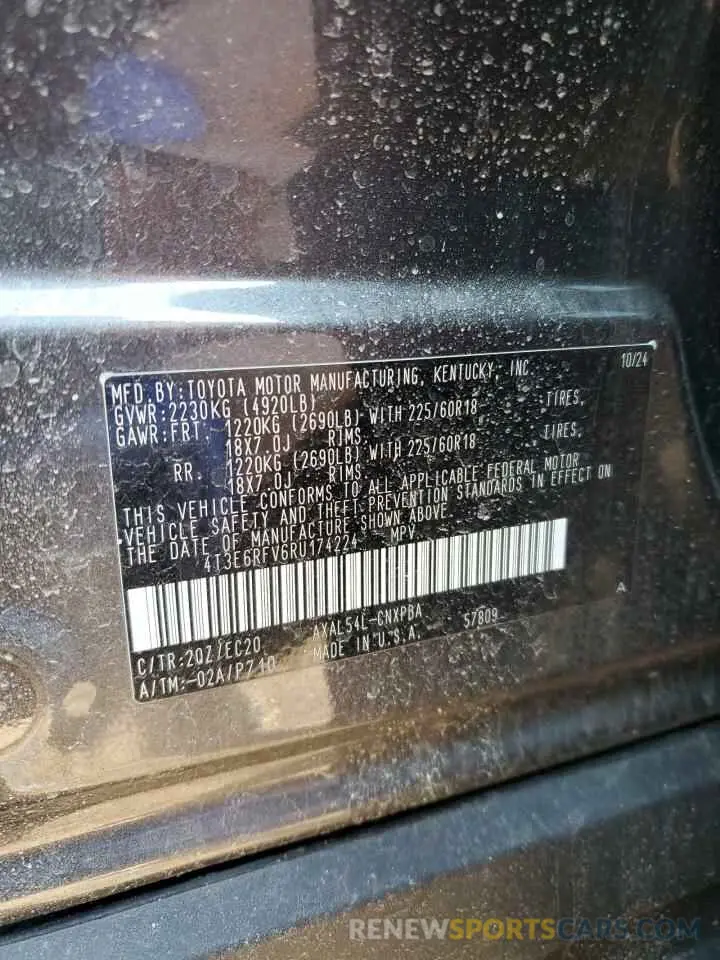 MFD.BY:TOYOTA MOTOR MANUFACTURING, KENTUCKY, INC. 10/24
GVWR:2230KG (4920LB)
GAWR:FRT. 1220KG (2690LB) WITH 225/60R18 TIRES,
18X7.0J RIMS.
RR. 1220KG (2690LB) WITH 225/60R18 TIRES,
18X7.0J RIMS.
THIS VEHICLE CONFORMS TO ALL APPLICABLE FEDERAL MOTOR
VEHICLE SAFETY AND THEFT PREVENTION STANDARDS IN EFFECT ON
THE DATE OF MANUFACTURE SHOWN ABOVE.
4T3E6RFV6RU174224 MPV
A
C/TR:2QZ/EC20 AXAL54L-CNXPBA S7809
A/TM:-02A/P710 MADE IN U.S.A.
RENEWSPORTSCARS.COM